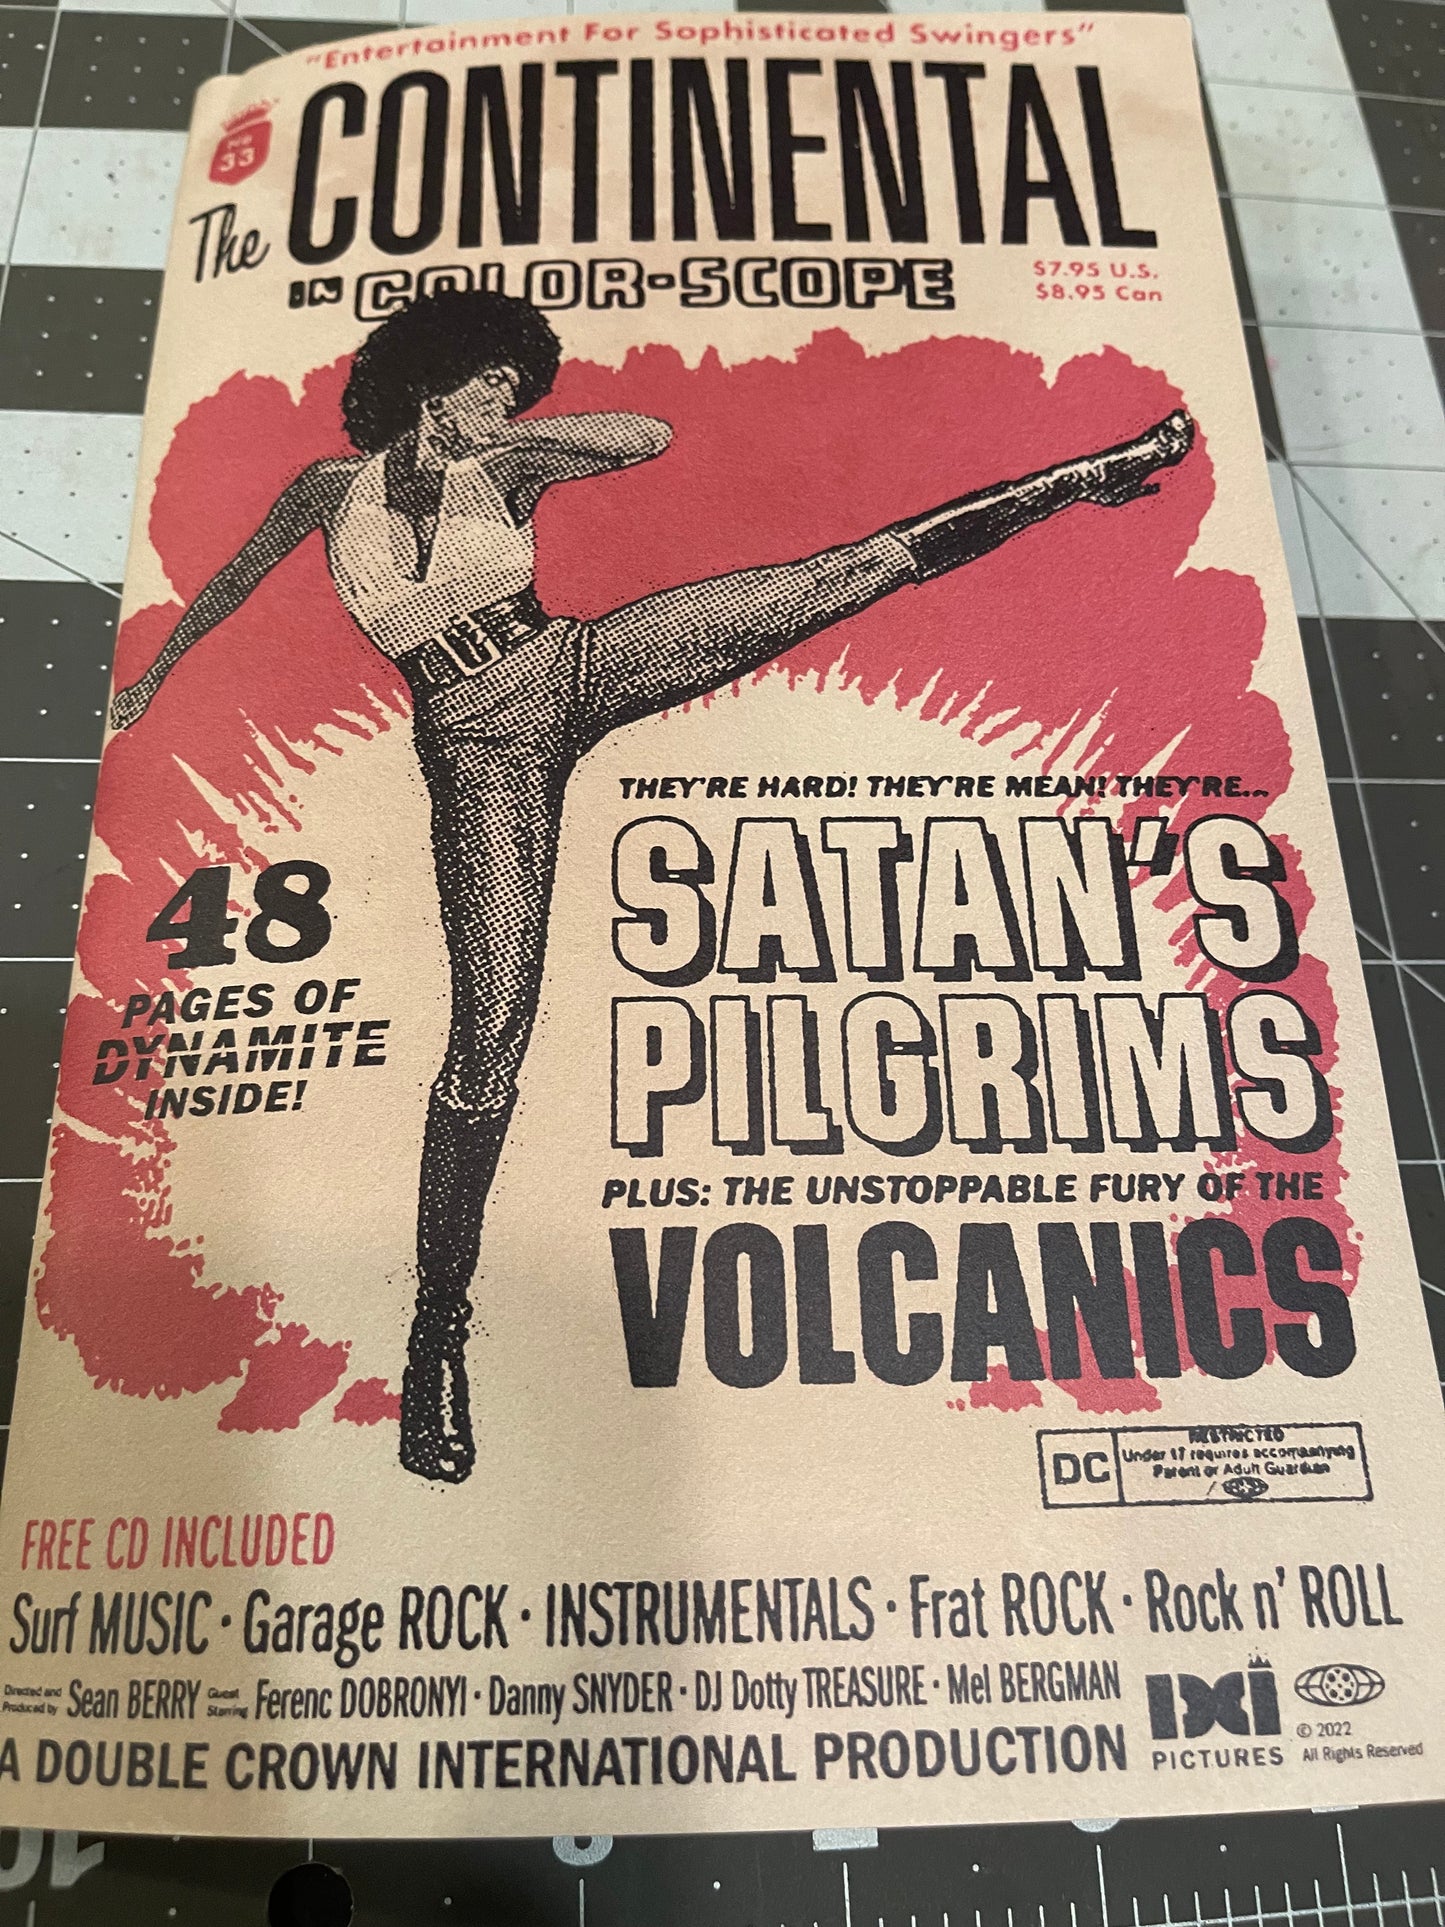 "Entertainment For Sophisticated Swingers"
33
The CONTINENTAL
IN COLOR-SCOPE
$7.95 U.S.
$8.95 Can
THEY'RE HARD! THEY'RE MEAN! THEY'RE...
SATAN'S
PILGRIMS
PLUS: THE UNSTOPPABLE FURY OF THE
VOLCANICS
48
PAGES OF
DYNAMITE
INSIDE!
DC
RESTRICTED
Under 17 requires accompanying
Parent or Adult Guardian
FREE CD INCLUDED
Surf MUSIC · Garage ROCK · INSTRUMENTALS · Frat ROCK · Rock n' ROLL
Directed and Produced by Sean BERRY Guest Starring Ferenc DOBRONYI · Danny SNYDER · DJ Dotty TREASURE · Mel BERGMAN
A DOUBLE CROWN INTERNATIONAL PRODUCTION
PICTURES
© 2022
All Rights Reserved